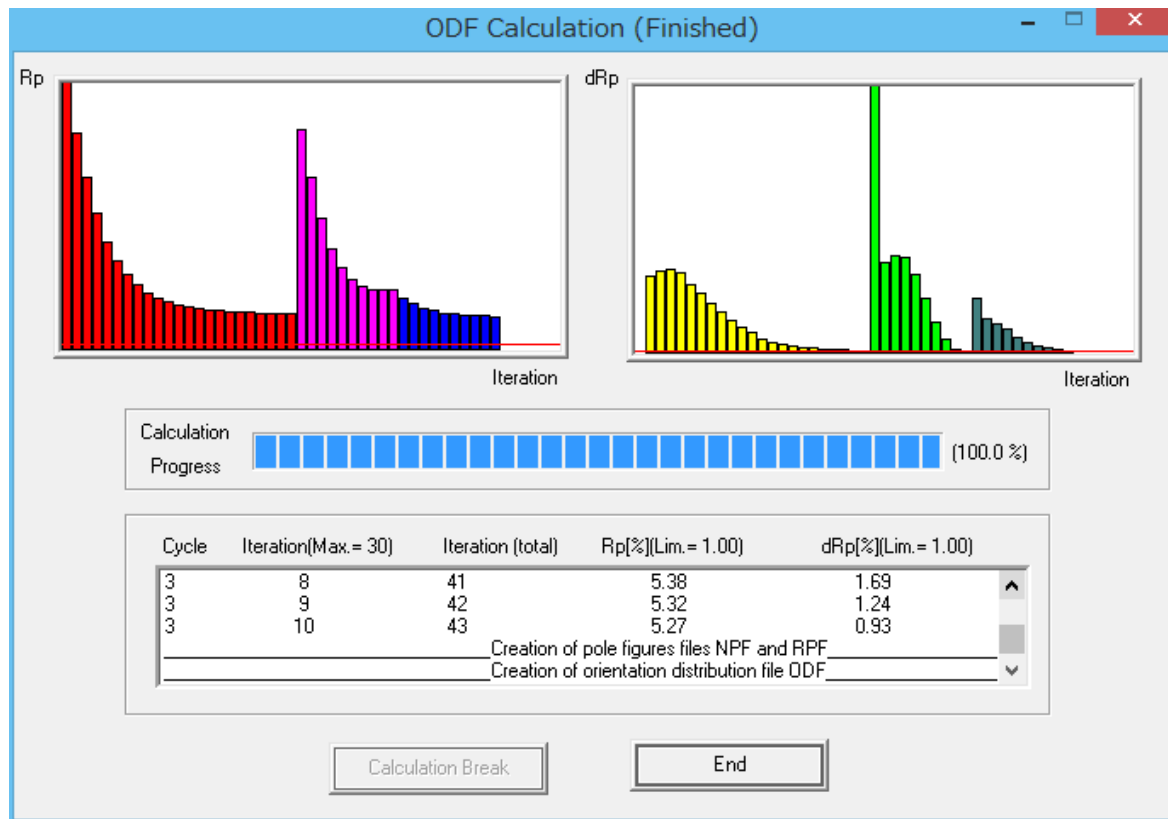 ODF Calculation (Finished)
Rp
dRp
Iteration
Iteration
Calculation
Progress
(100.0 %)
Cycle Iteration(Max.= 30) Iteration (total) Rp[%](Lim.= 1.00) dRp[%](Lim.= 1.00)
3 8 41 5.38 1.69
3 9 42 5.32 1.24
3 10 43 5.27 0.93
Creation of pole figures files NPF and RPF
Creation of orientation distribution file ODF
Calculation Break
End